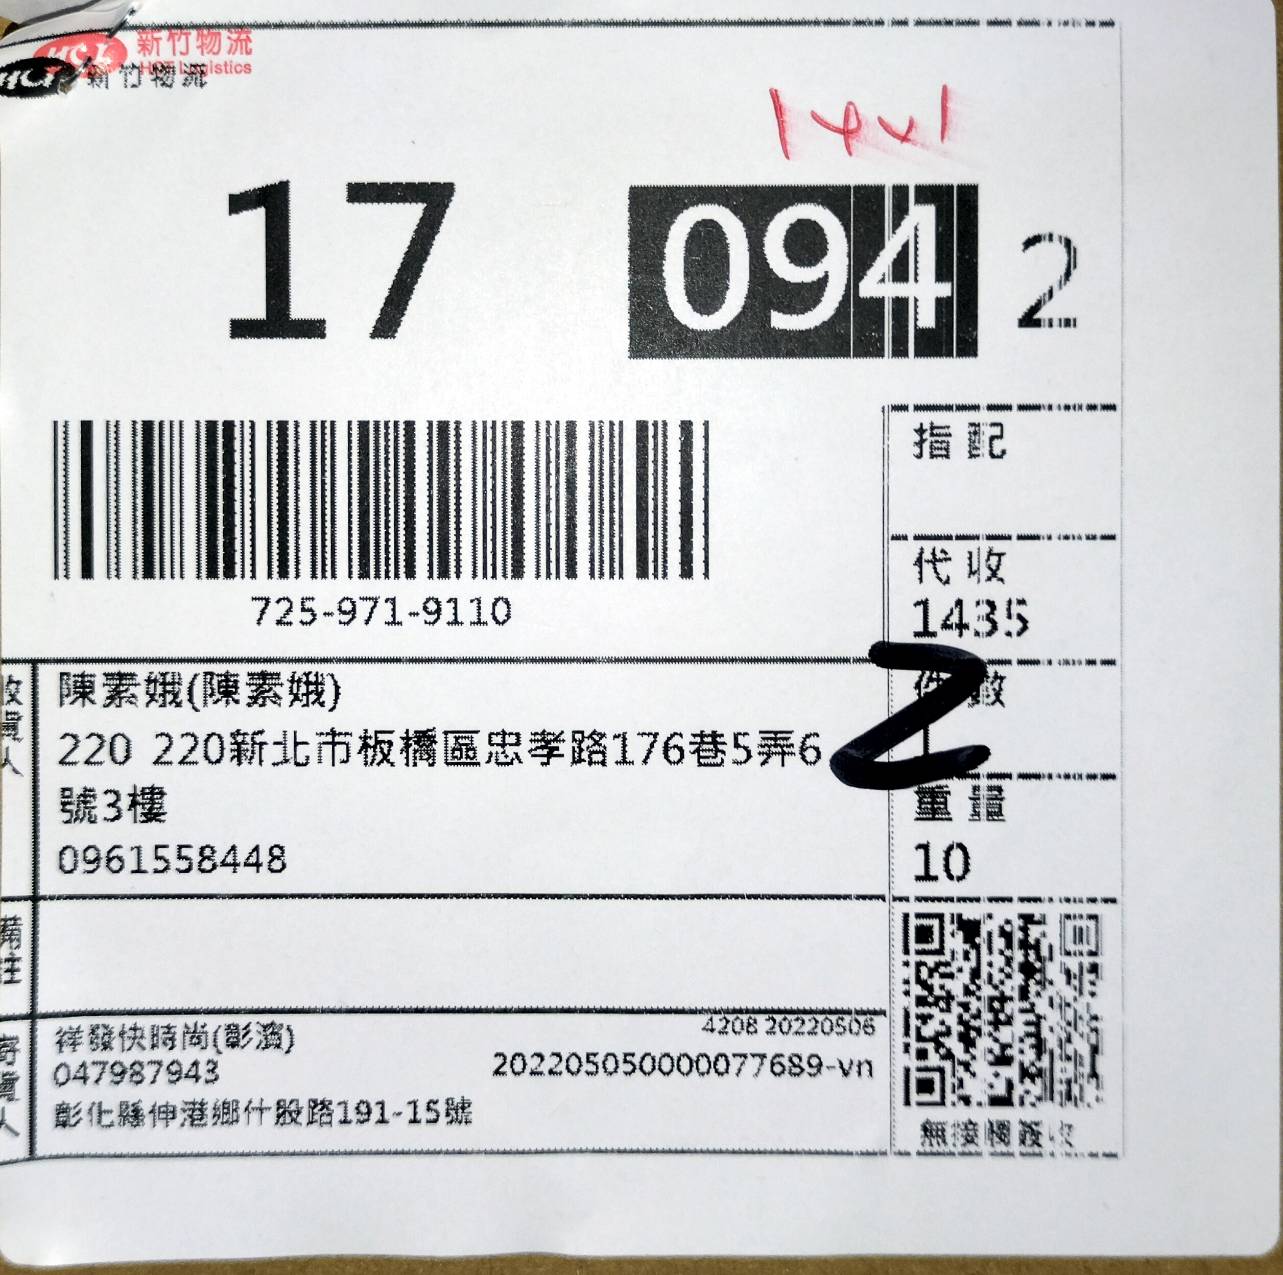 新竹物流
HCT Logistics
HCT 新竹物流
17
094
2
指配
代收
1435
725-971-9110
件數
1
2
重量
10
收貨人
陳素娥(陳素娥)
220 220新北市板橋區忠孝路176巷5弄6
號3樓
0961558448
備註
寄貨人
祥發快時尚(彰濱)
4208 20220506
047987943
202205050000077689-vn
彰化縣伸港鄉什股路191-15號
無接觸簽收